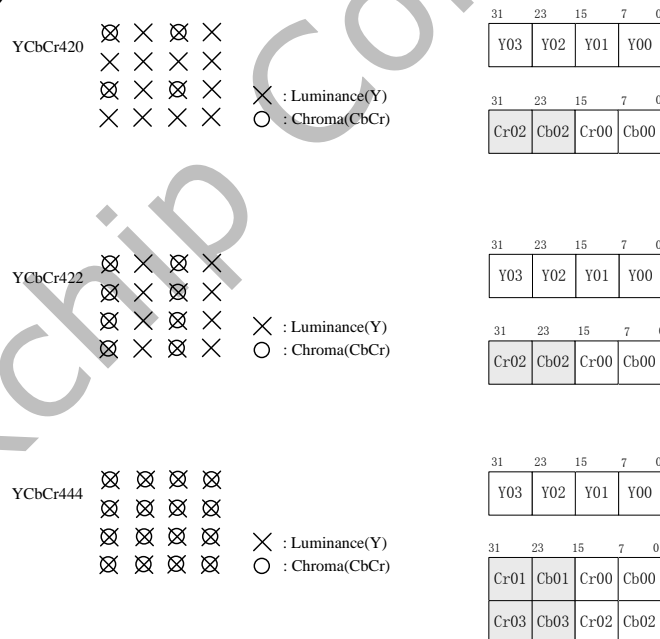 31 23 15 7 0
YCbCr420
Y03 Y02 Y01 Y00
: Luminance(Y)
: Chroma(CbCr)
31 23 15 7 0
Cr02 Cb02 Cr00 Cb00
31 23 15 7 0
YCbCr422
Y03 Y02 Y01 Y00
: Luminance(Y)
: Chroma(CbCr)
31 23 15 7
Cr02 Cb02 Cr00 Cb00
31 23 15 7 0
YCbCr444
Y03 Y02 Y01 Y00
: Luminance(Y)
: Chroma(CbCr)
31 23 15 7 0
Cr01 Cb01 Cr00 Cb00
Cr03 Cb03 Cr02 Cb02